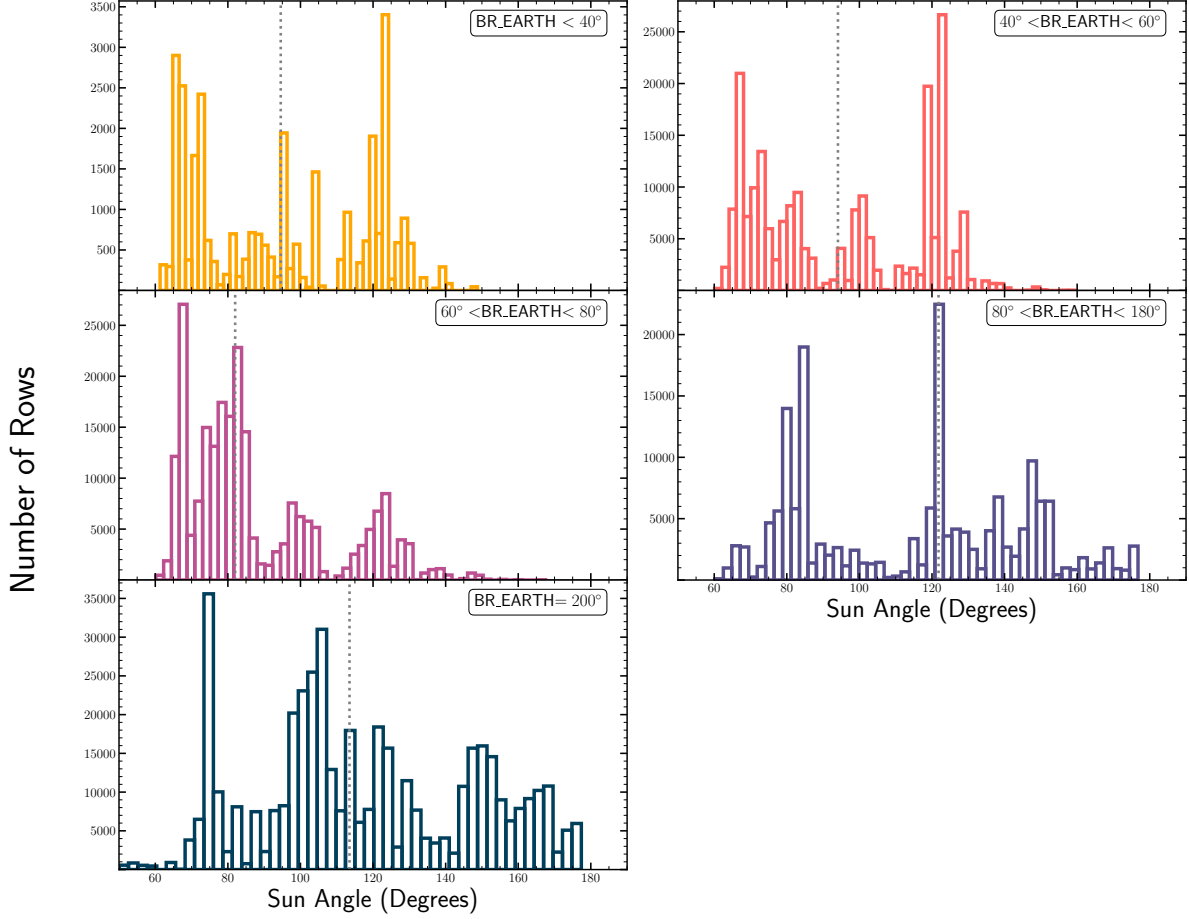 3500
3000
2500
2000
1500
1000
500
BR_EARTH < 40°
25000
20000
15000
10000
5000
40° <BR_EARTH< 60°
25000
20000
15000
10000
5000
60° <BR_EARTH< 80°
20000
15000
10000
5000
80° <BR_EARTH< 180°
60 80 100 120 140 160 180
Sun Angle (Degrees)
35000
30000
25000
20000
15000
10000
5000
BR_EARTH= 200°
60 80 100 120 140 160 180
Sun Angle (Degrees)
Number of Rows